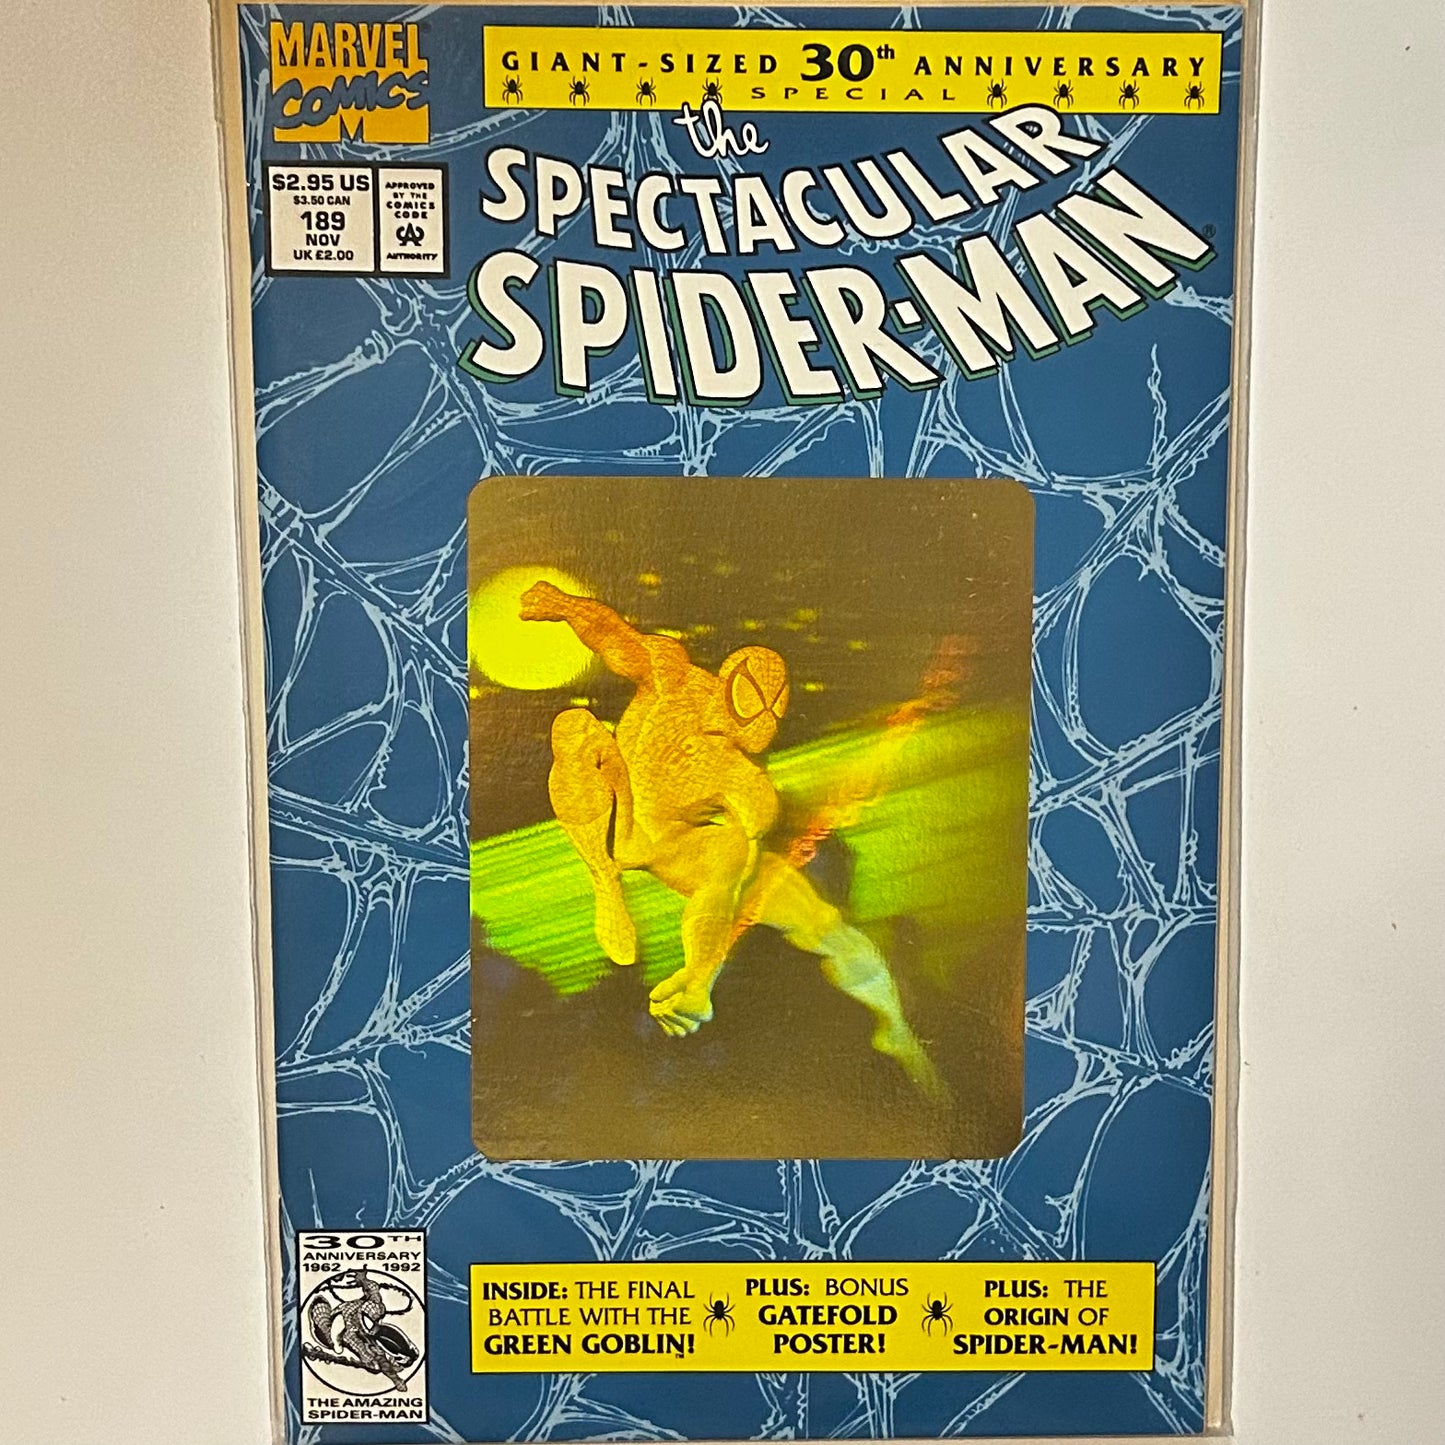 MARVEL
COMICS
M
GIANT-SIZED 30th ANNIVERSARY
SPECIAL
the
SPECTACULAR
SPIDER-MAN®
$2.95 US
$3.50 CAN
189
NOV
UK £2.00
APPROVED
BY THE
COMICS
CODE
CA
AUTHORITY
30TH
ANNIVERSARY
1962 1992
THE AMAZING
SPIDER-MAN
INSIDE: THE FINAL
BATTLE WITH THE
GREEN GOBLIN!™
PLUS: BONUS
GATEFOLD
POSTER!
PLUS: THE
ORIGIN OF
SPIDER-MAN!